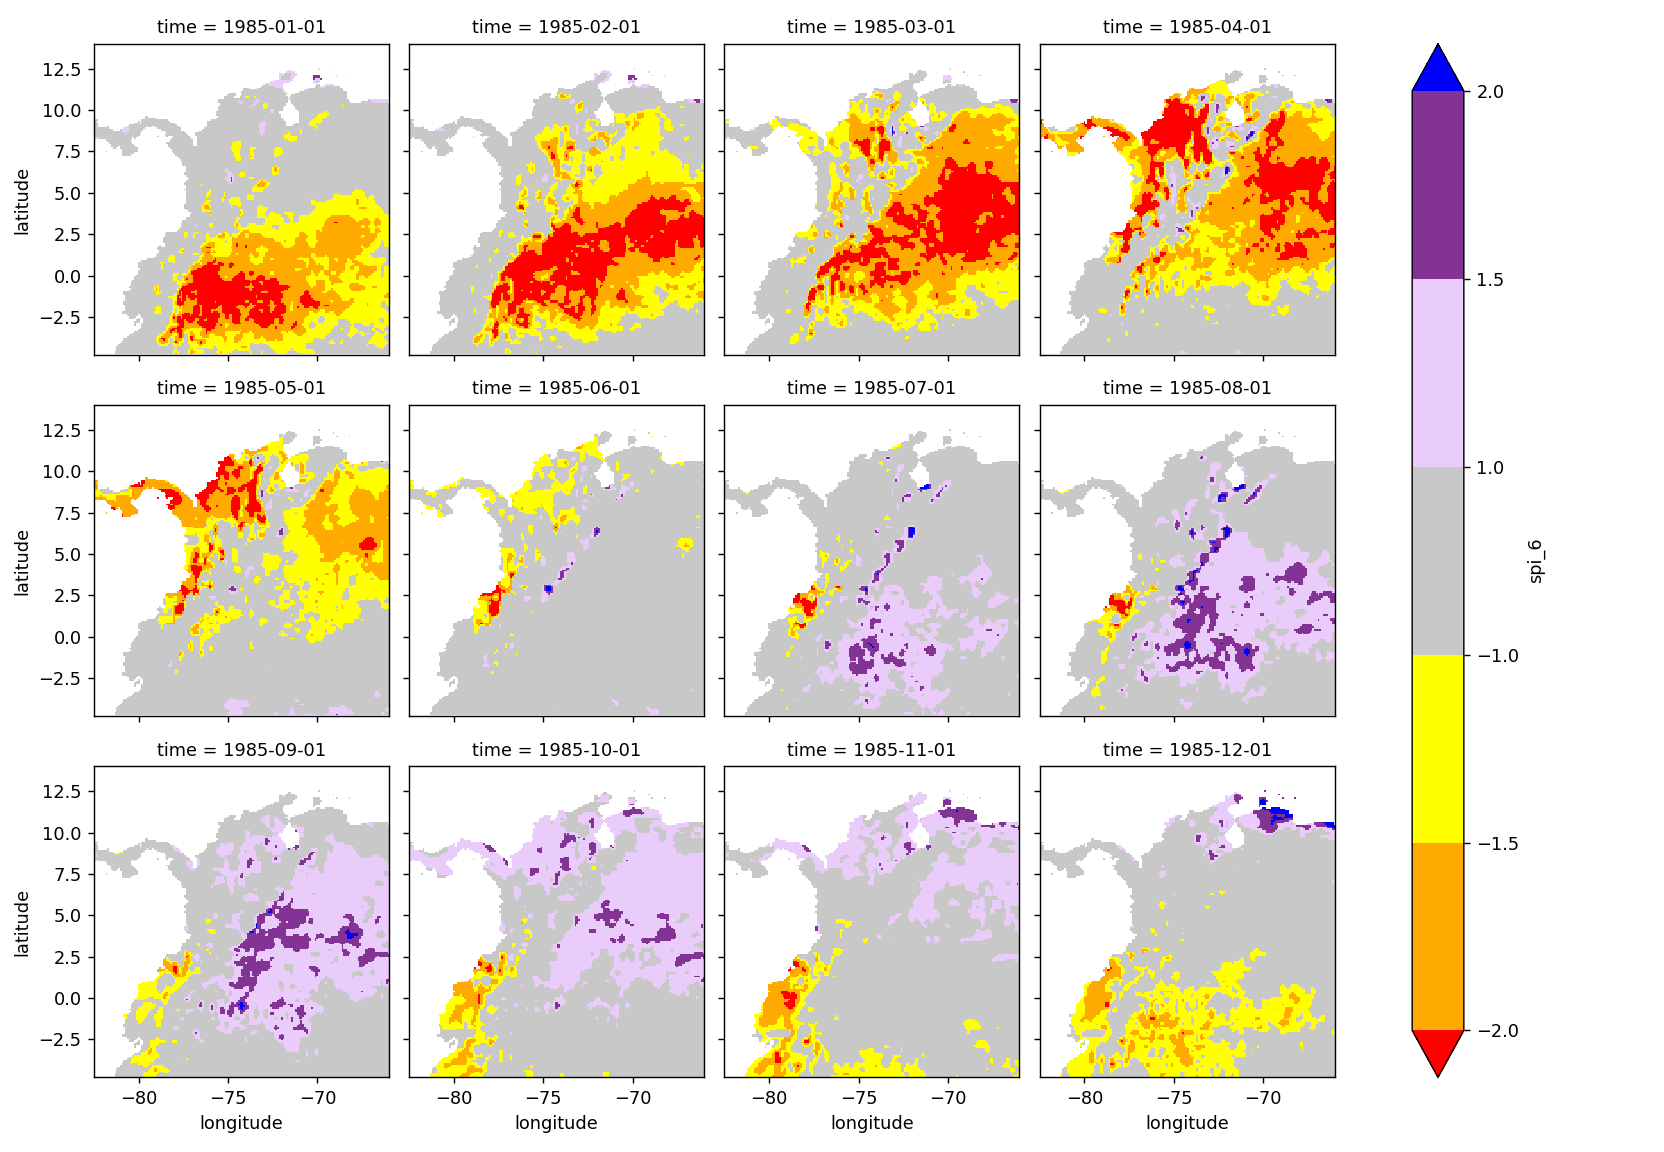 time = 1985-01-01
time = 1985-02-01
time = 1985-03-01
time = 1985-04-01
12.5
10.0
7.5
5.0
2.5
0.0
−2.5
latitude
time = 1985-05-01
time = 1985-06-01
time = 1985-07-01
time = 1985-08-01
12.5
10.0
7.5
5.0
2.5
0.0
−2.5
latitude
time = 1985-09-01
time = 1985-10-01
time = 1985-11-01
time = 1985-12-01
12.5
10.0
7.5
5.0
2.5
0.0
−2.5
latitude
−80 −75 −70
longitude
−80 −75 −70
longitude
−80 −75 −70
longitude
−80 −75 −70
longitude
2.0
1.5
1.0
−1.0
−1.5
−2.0
spi_6